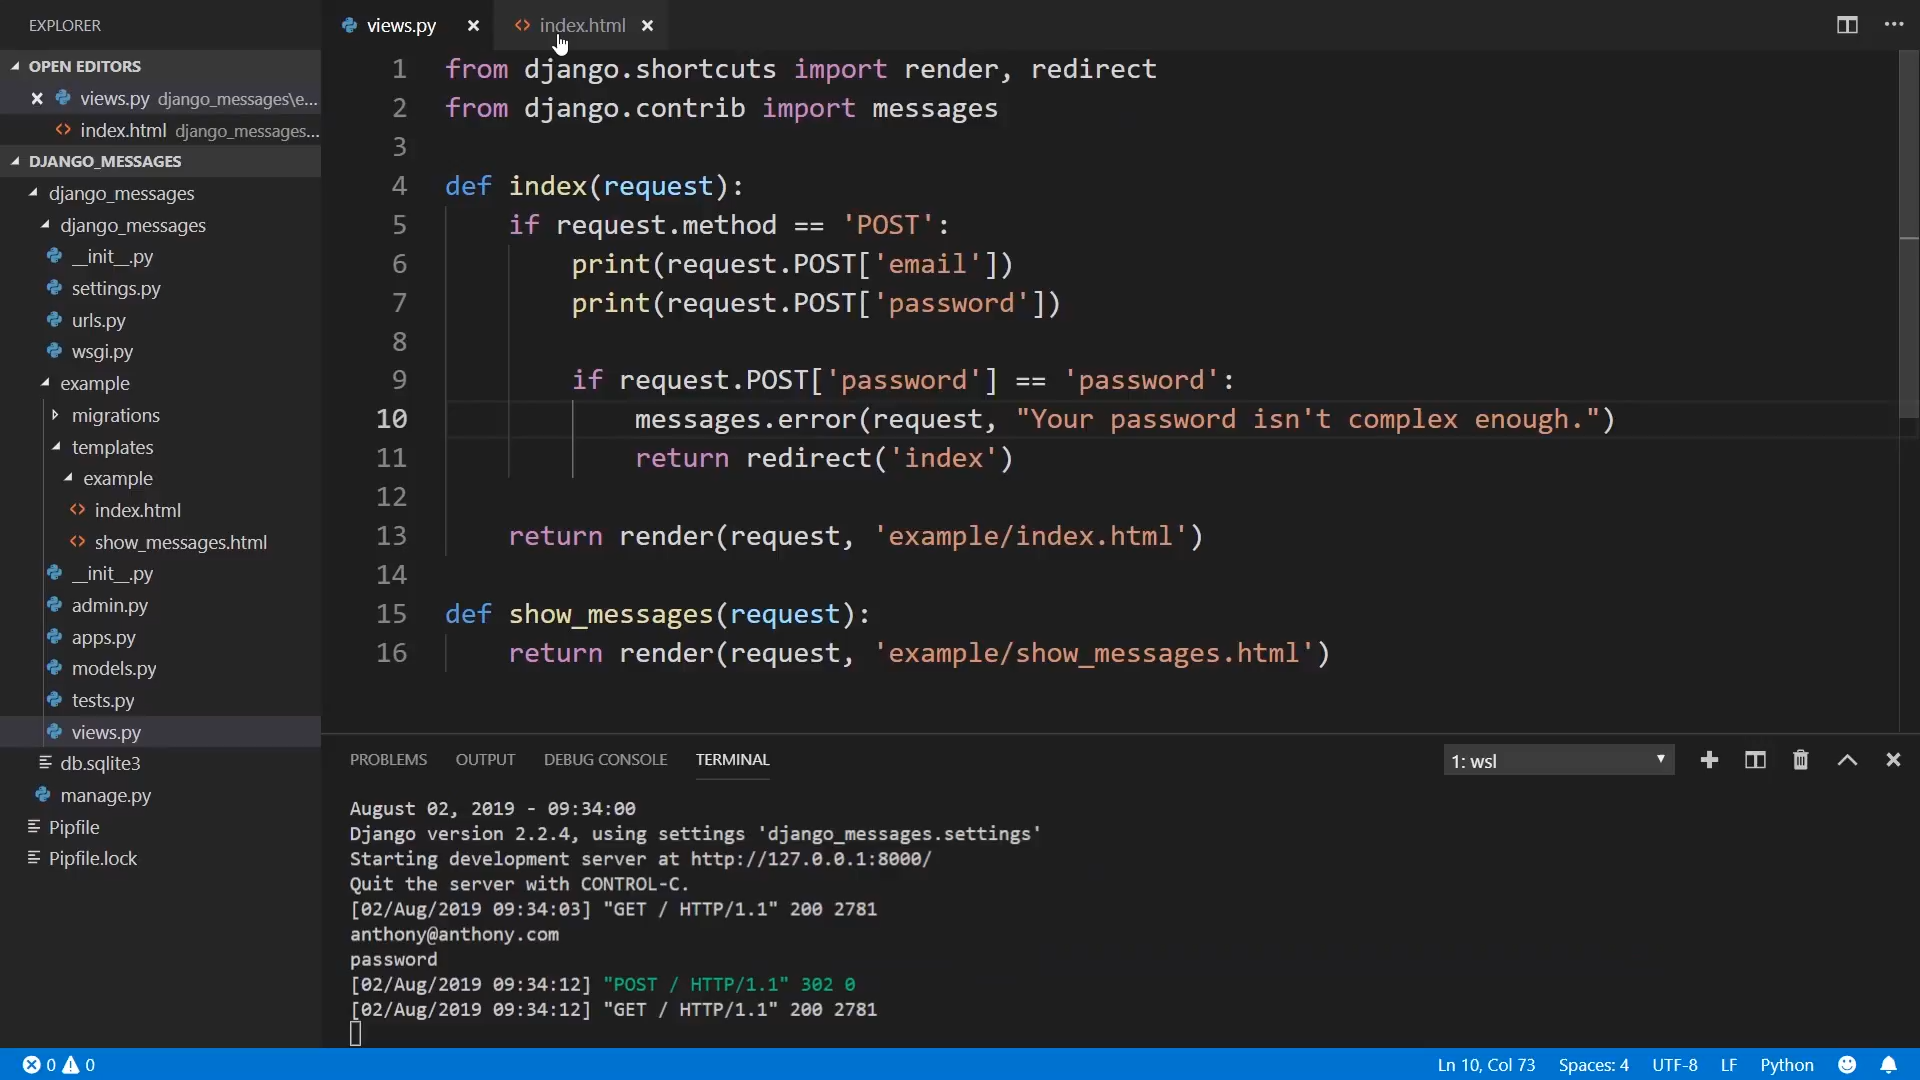 EXPLORER
OPEN EDITORS
views.py django_messages\e...
index.html django_messages...
DJANGO_MESSAGES
django_messages
django_messages
__init__.py
settings.py
urls.py
wsgi.py
example
migrations
templates
example
index.html
show_messages.html
__init__.py
admin.py
apps.py
models.py
tests.py
views.py
db.sqlite3
manage.py
Pipfile
Pipfile.lock
views.py
index.html
1 from django.shortcuts import render, redirect
2 from django.contrib import messages
3
4 def index(request):
5     if request.method == 'POST':
6         print(request.POST['email'])
7         print(request.POST['password'])
8
9         if request.POST['password'] == 'password':
10             messages.error(request, "Your password isn't complex enough.")
11             return redirect('index')
12
13     return render(request, 'example/index.html')
14
15 def show_messages(request):
16     return render(request, 'example/show_messages.html')
PROBLEMS OUTPUT DEBUG CONSOLE TERMINAL 1: wsl
August 02, 2019 - 09:34:00
Django version 2.2.4, using settings 'django_messages.settings'
Starting development server at http://127.0.0.1:8000/
Quit the server with CONTROL-C.
[02/Aug/2019 09:34:03] "GET / HTTP/1.1" 200 2781
anthony@anthony.com
password
[02/Aug/2019 09:34:12] "POST / HTTP/1.1" 302 0
[02/Aug/2019 09:34:12] "GET / HTTP/1.1" 200 2781
0 0 Ln 10, Col 73 Spaces: 4 UTF-8 LF Python